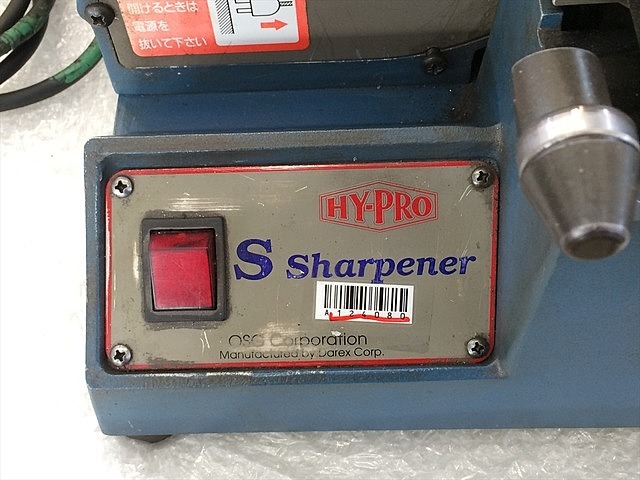 開けるときは
電源を
抜いて下さい
HY-PRO
S Sharpener
A124080
OSG Corporation
Manufactured by Darex Corp.